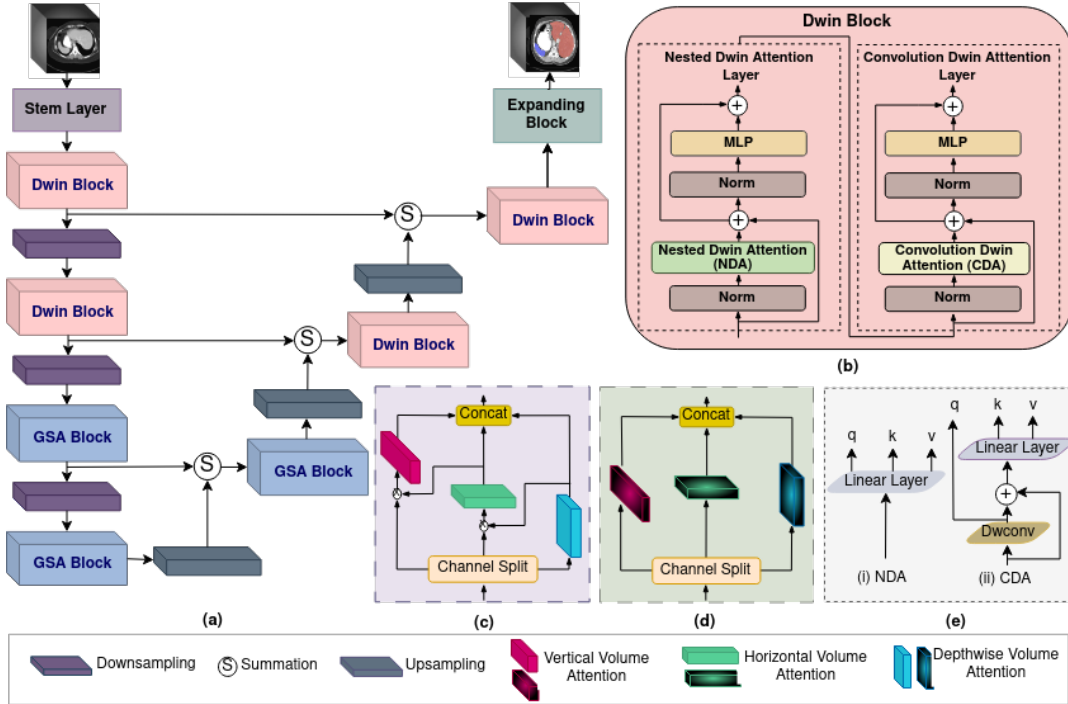 Stem Layer
Dwin Block
Dwin Block
GSA Block
GSA Block
S
GSA Block
S
Dwin Block
S
Dwin Block
Expanding
Block
(a)
Dwin Block
Nested Dwin Attention
Layer
+
MLP
Norm
+
Nested Dwin Attention
(NDA)
Norm
Convolution Dwin Atttention
Layer
+
MLP
Norm
+
Convolution Dwin
Attention (CDA)
Norm
(b)
Concat
Channel Split
(c)
Concat
Channel Split
(d)
q
k
v
Linear Layer
(i) NDA
q
k
v
Linear Layer
+
Dwconv
(ii) CDA
(e)
Downsampling
S
Summation
Upsampling
Vertical Volume
Attention
Horizontal Volume
Attention
Depthwise Volume
Attention